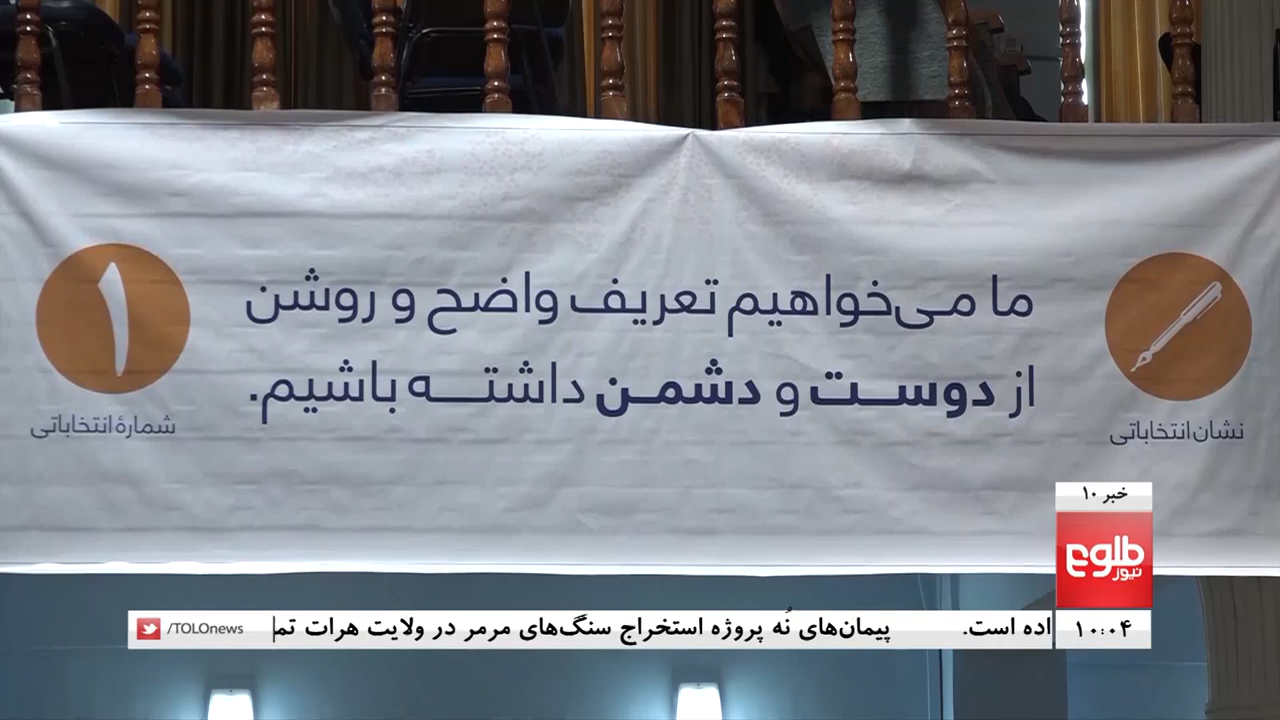 ما می‌خواهیم تعریف واضح و روشن
از دوست و دشمن داشته باشیم.
نشان انتخاباتی
۱
شمارهٔ انتخاباتی
خبر ۱۰
طلوع
نیوز
۱۰:۰۴
اده است. پیمان‌های نُه پروژه استخراج سنگ‌های مرمر در ولایت هرات تم
/TOLOnews